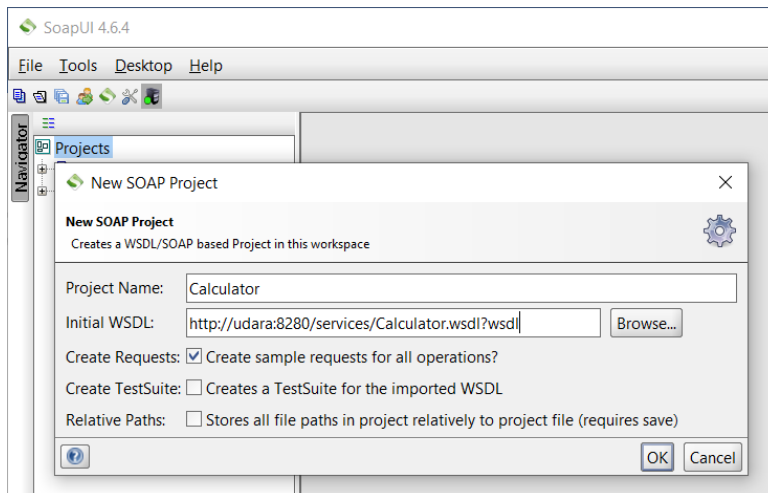 SoapUI 4.6.4
File Tools Desktop Help
Navigator
Projects
New SOAP Project
New SOAP Project
Creates a WSDL/SOAP based Project in this workspace
Project Name: Calculator
Initial WSDL: http://udara:8280/services/Calculator.wsdl?wsdl Browse...
Create Requests: Create sample requests for all operations?
Create TestSuite: Creates a TestSuite for the imported WSDL
Relative Paths: Stores all file paths in project relatively to project file (requires save)
OK Cancel